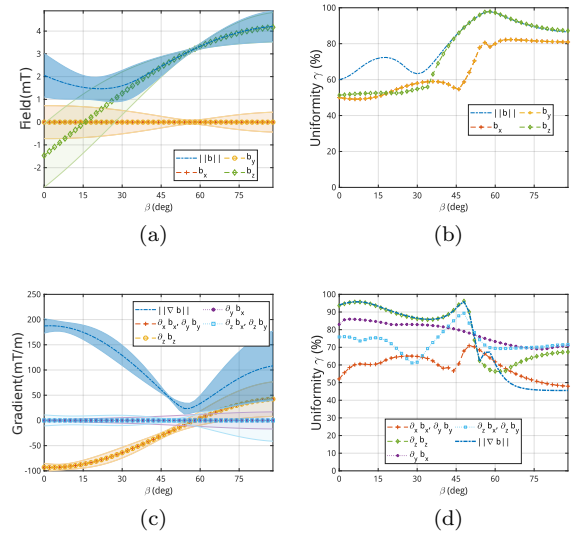 4
3
2
1
0
-1
-2
Field(mT)
0 15 30 45 60 75
β (deg)
||b|| b_y
b_x b_z
(a)
100
80
60
40
20
0
Uniformity γ (%)
0 15 30 45 60 75
β (deg)
||b|| b_y
b_x b_z
(b)
250
200
150
100
50
0
-50
-100
Gradient(mT/m)
0 15 30 45 60 75
β (deg)
||∇ b|| ∂_y b_x
∂_x b_x, ∂_y b_y ∂_z b_x, ∂_z b_y
∂_z b_z
(c)
100
90
80
70
60
50
40
30
20
10
0
Uniformity γ (%)
0 15 30 45 60 75
β (deg)
∂_x b_x, ∂_y b_y ∂_z b_x, ∂_z b_y
∂_z b_z ||∇ b||
∂_y b_x
(d)